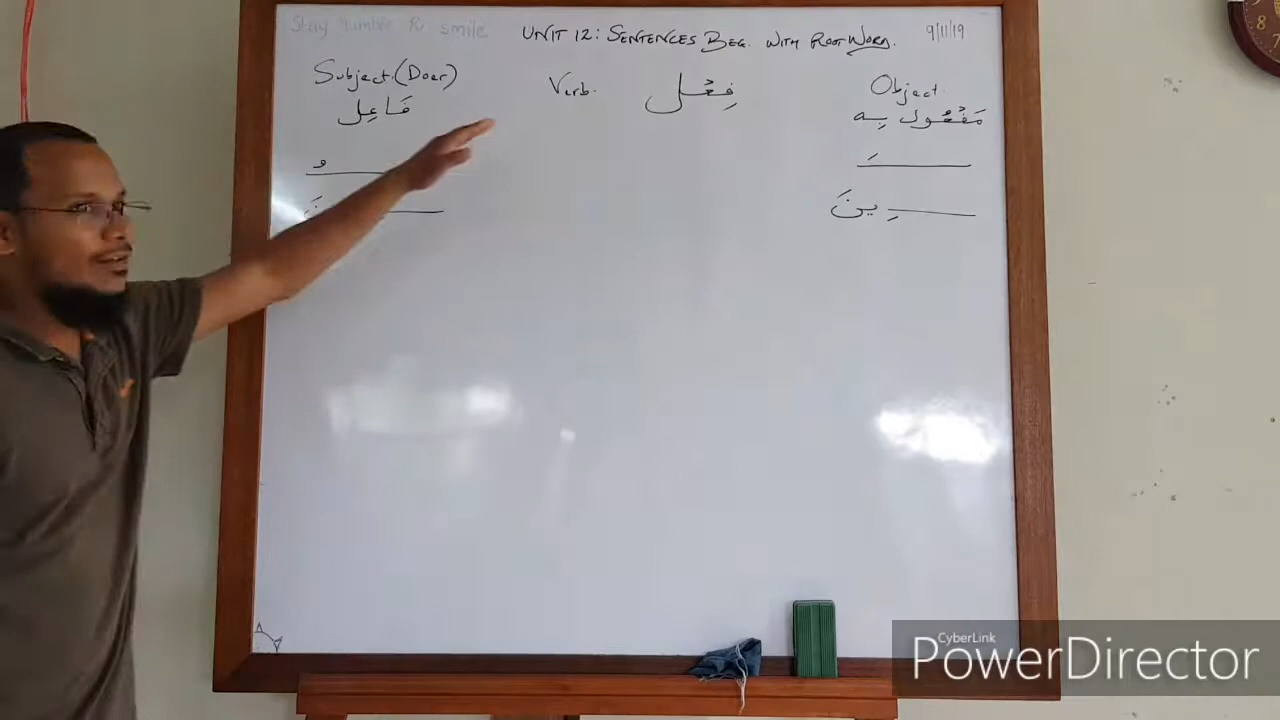 Stay humble & smile
UNIT 12: SENTENCES BEG. WITH ROOT WORD. 9/11/19
Subject (Doer) Verb. فِعْل Object.
فَاعِل مَفْعُول بِه
ُ َ
َ ِينَ
CyberLink
PowerDirector